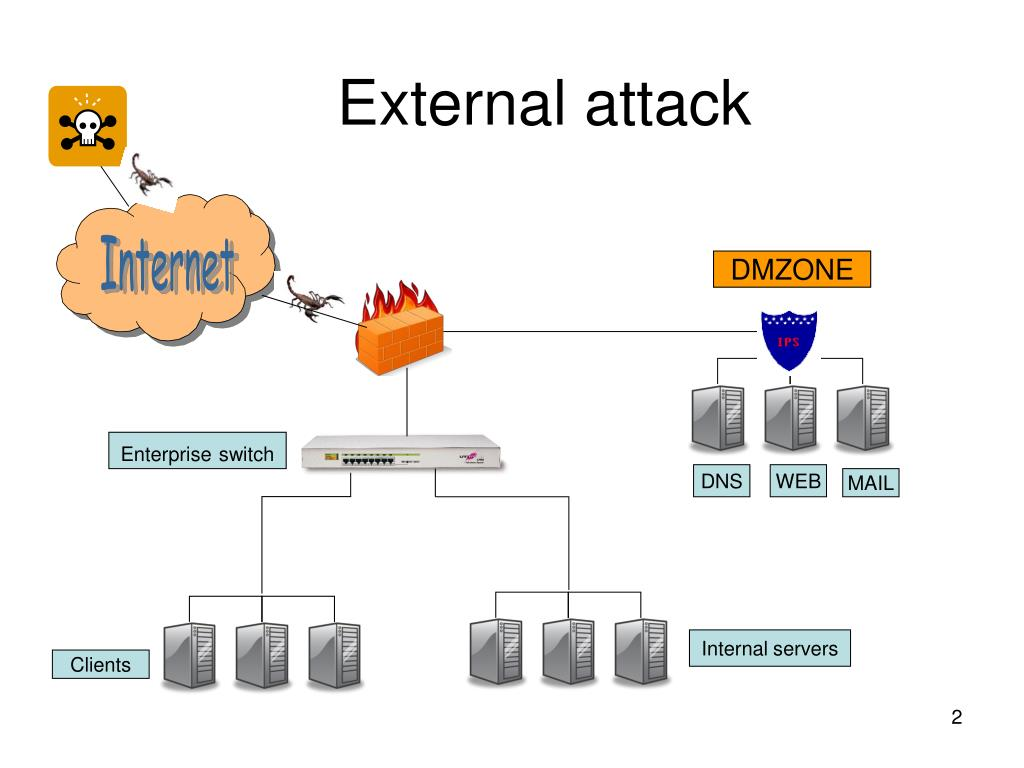 External attack
Internet
DMZONE
IPS
Enterprise switch
DNS
WEB
MAIL
Clients
Internal servers
2